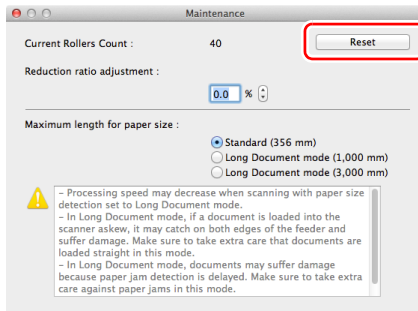 Maintenance
Current Rollers Count : 40 Reset
Reduction ratio adjustment :
0.0 %
Maximum length for paper size :
Standard (356 mm)
Long Document mode (1,000 mm)
Long Document mode (3,000 mm)
– Processing speed may decrease when scanning with paper size
detection set to Long Document mode.
– In Long Document mode, if a document is loaded into the
scanner askew, it may catch on both edges of the feeder and
suffer damage. Make sure to take extra care that documents are
loaded straight in this mode.
– In Long Document mode, documents may suffer damage
because paper jam detection is delayed. Make sure to take extra
care against paper jams in this mode.